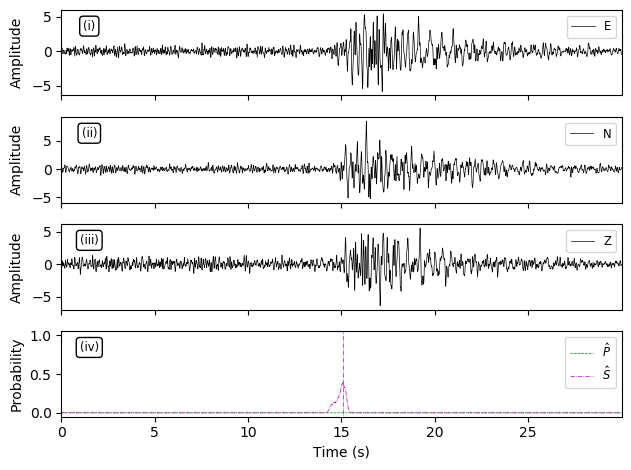 Amplitude
5
0
−5
(i)
E
Amplitude
5
0
−5
(ii)
N
Amplitude
5
0
−5
(iii)
Z
Probability
1.0
0.5
0.0
(iv)
P̂
Ŝ
0 5 10 15 20 25
Time (s)